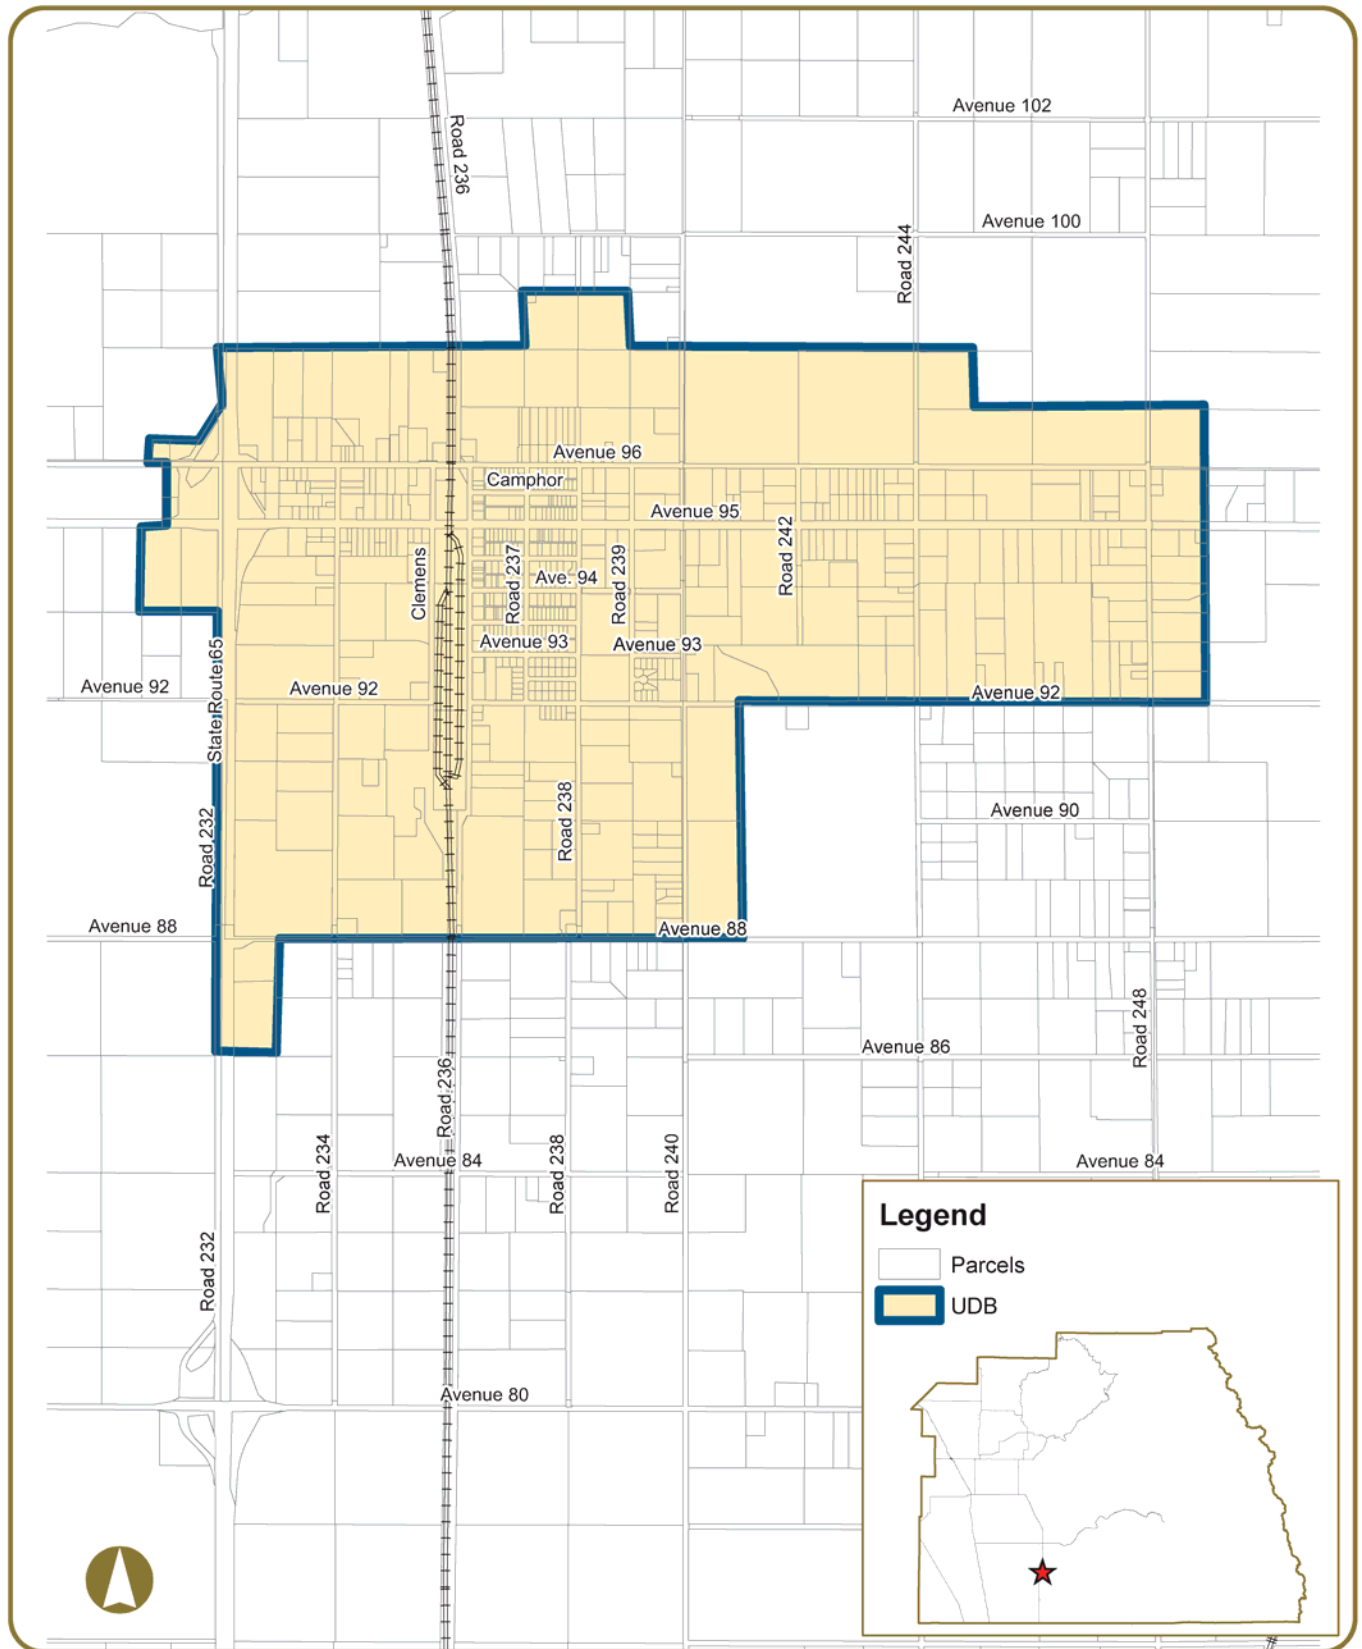 Avenue 102
Road 236
Avenue 100
Road 244
Avenue 96
Camphor
Avenue 95
Road 242
Clemens
Road 237
Ave. 94
Road 239
Avenue 93
Avenue 93
State Route 65
Avenue 92
Avenue 92
Avenue 92
Road 232
Road 238
Avenue 90
Avenue 88
Avenue 88
Road 248
Avenue 86
Road 236
Road 234
Avenue 84
Road 238
Road 240
Avenue 84
Road 232
Avenue 80
Legend
Parcels
UDB